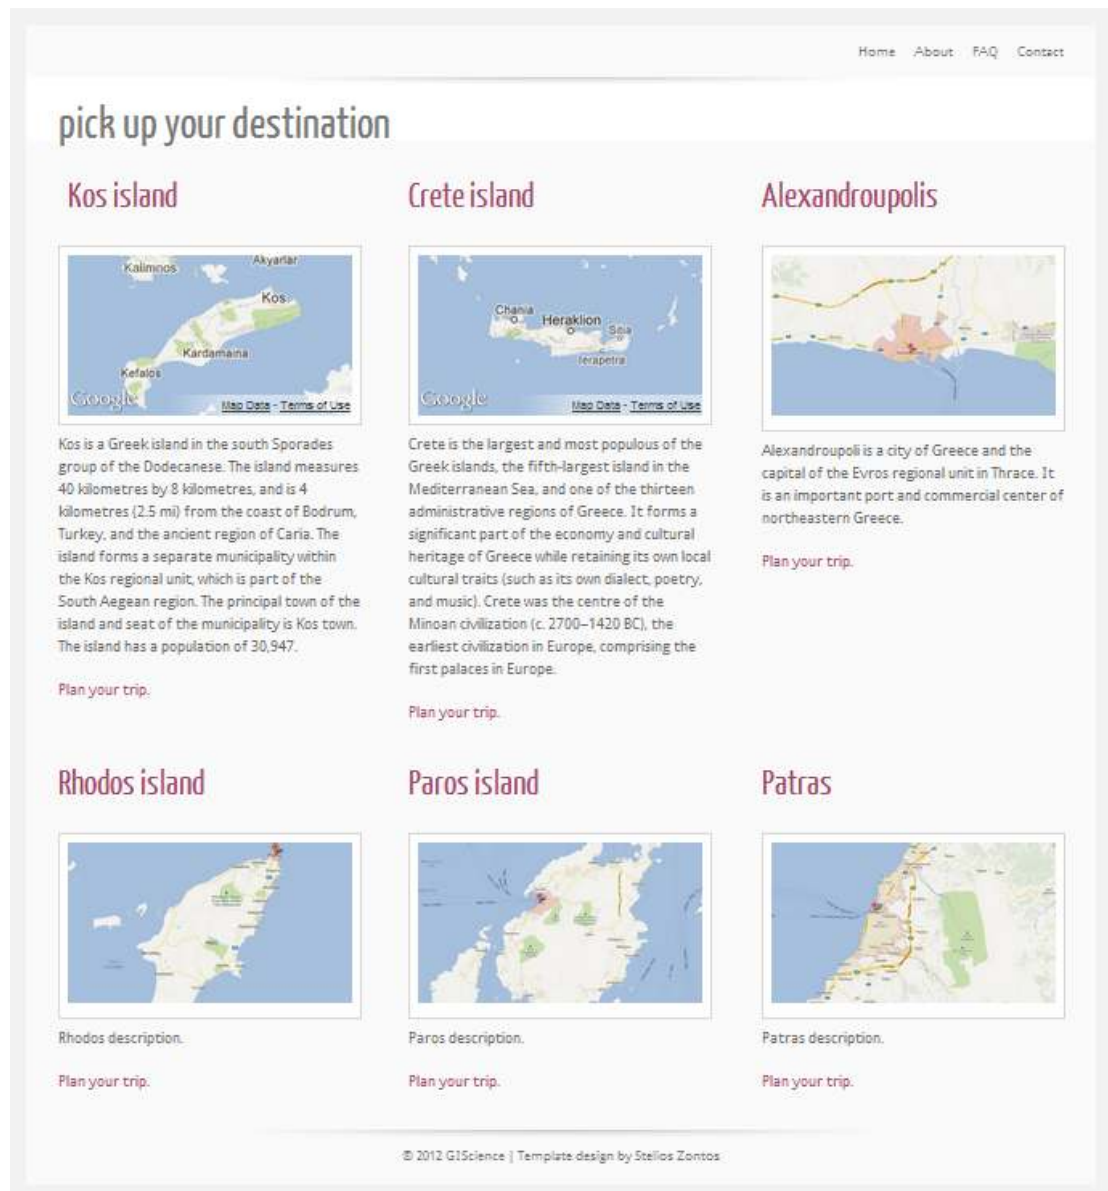 Home About FAQ Contact
pick up your destination
Kos island
Kalimnos
Akyarlar
Kos
Kardamaina
Kefalos
Google
Map Data - Terms of Use
Kos is a Greek island in the south Sporades
group of the Dodecanese. The island measures
40 kilometres by 8 kilometres, and is 4
kilometres (2.5 mi) from the coast of Bodrum,
Turkey, and the ancient region of Caria. The
island forms a separate municipality within
the Kos regional unit, which is part of the
South Aegean region. The principal town of the
island and seat of the municipality is Kos town.
The island has a population of 30,947.
Plan your trip.
Crete island
Chania
Heraklion
Sisia
Ierapetra
Google
Map Data - Terms of Use
Crete is the largest and most populous of the
Greek islands, the fifth-largest island in the
Mediterranean Sea, and one of the thirteen
administrative regions of Greece. It forms a
significant part of the economy and cultural
heritage of Greece while retaining its own local
cultural traits (such as its own dialect, poetry,
and music). Crete was the centre of the
Minoan civilization (c. 2700–1420 BC), the
earliest civilization in Europe, comprising the
first palaces in Europe.
Plan your trip.
Alexandroupolis
Alexandroupoli is a city of Greece and the
capital of the Evros regional unit in Thrace. It
is an important port and commercial center of
northeastern Greece.
Plan your trip.
Rhodos island
Rhodos description.
Plan your trip.
Paros island
Paros description.
Plan your trip.
Patras
Patras description.
Plan your trip.
© 2012 GIScience | Template design by Stelios Zontos